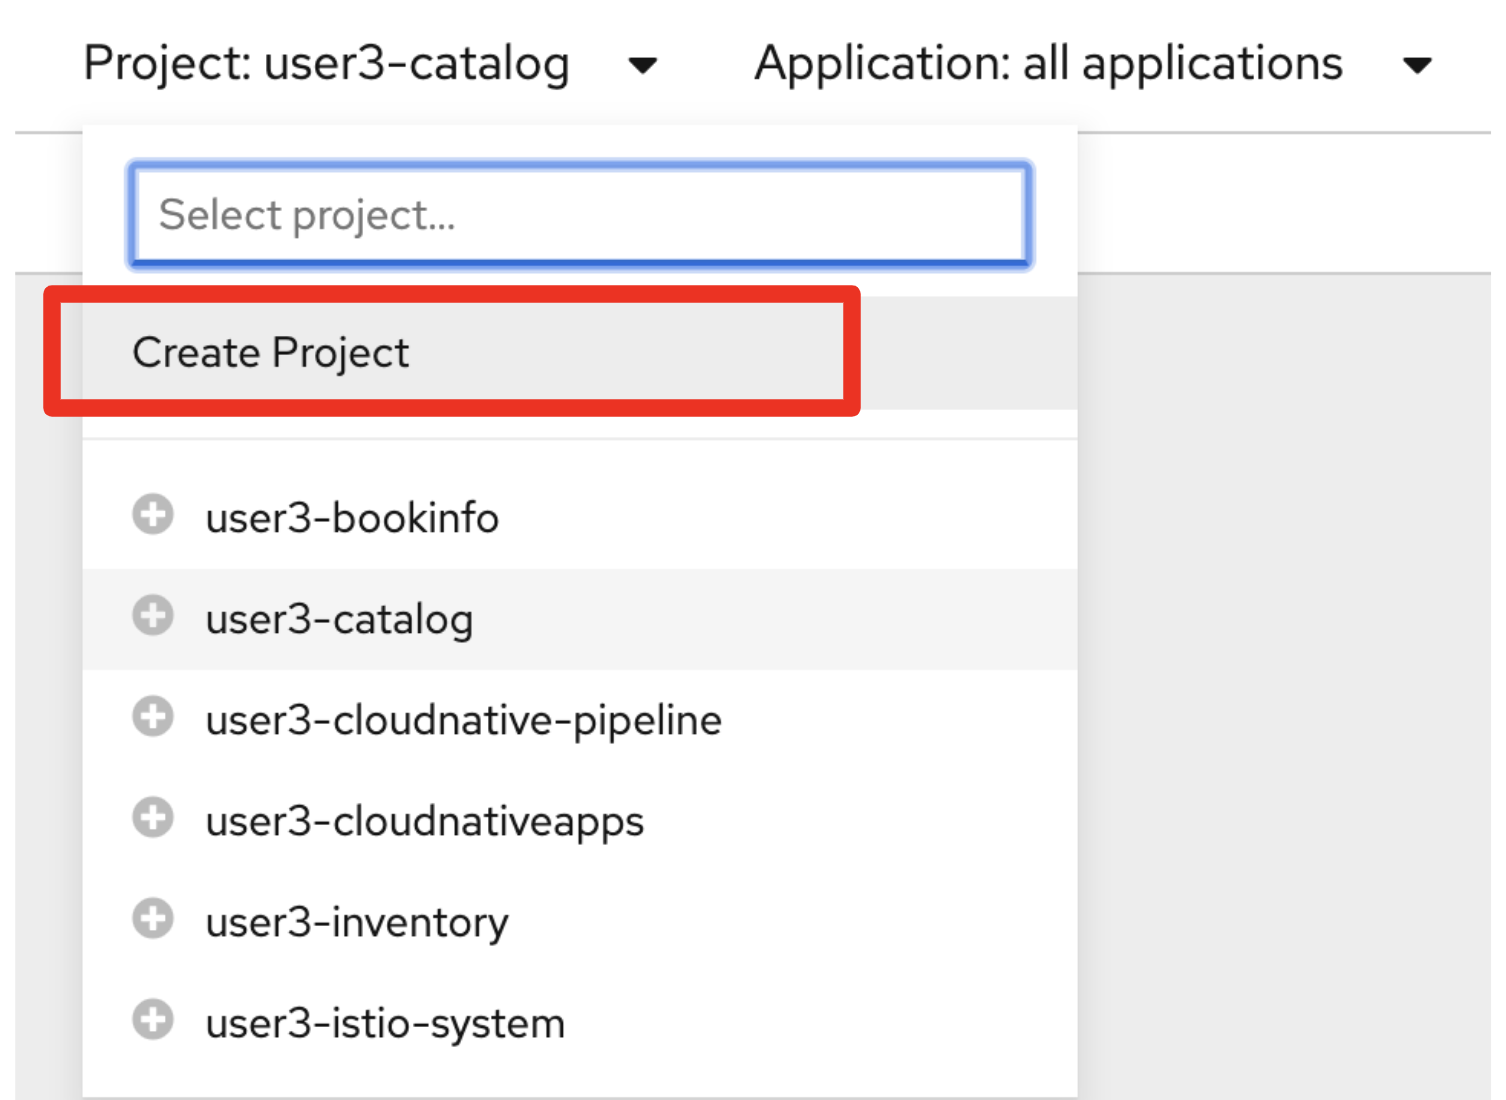 Project: user3-catalog Application: all applications
Select project...
Create Project
user3-bookinfo
user3-catalog
user3-cloudnative-pipeline
user3-cloudnativeapps
user3-inventory
user3-istio-system